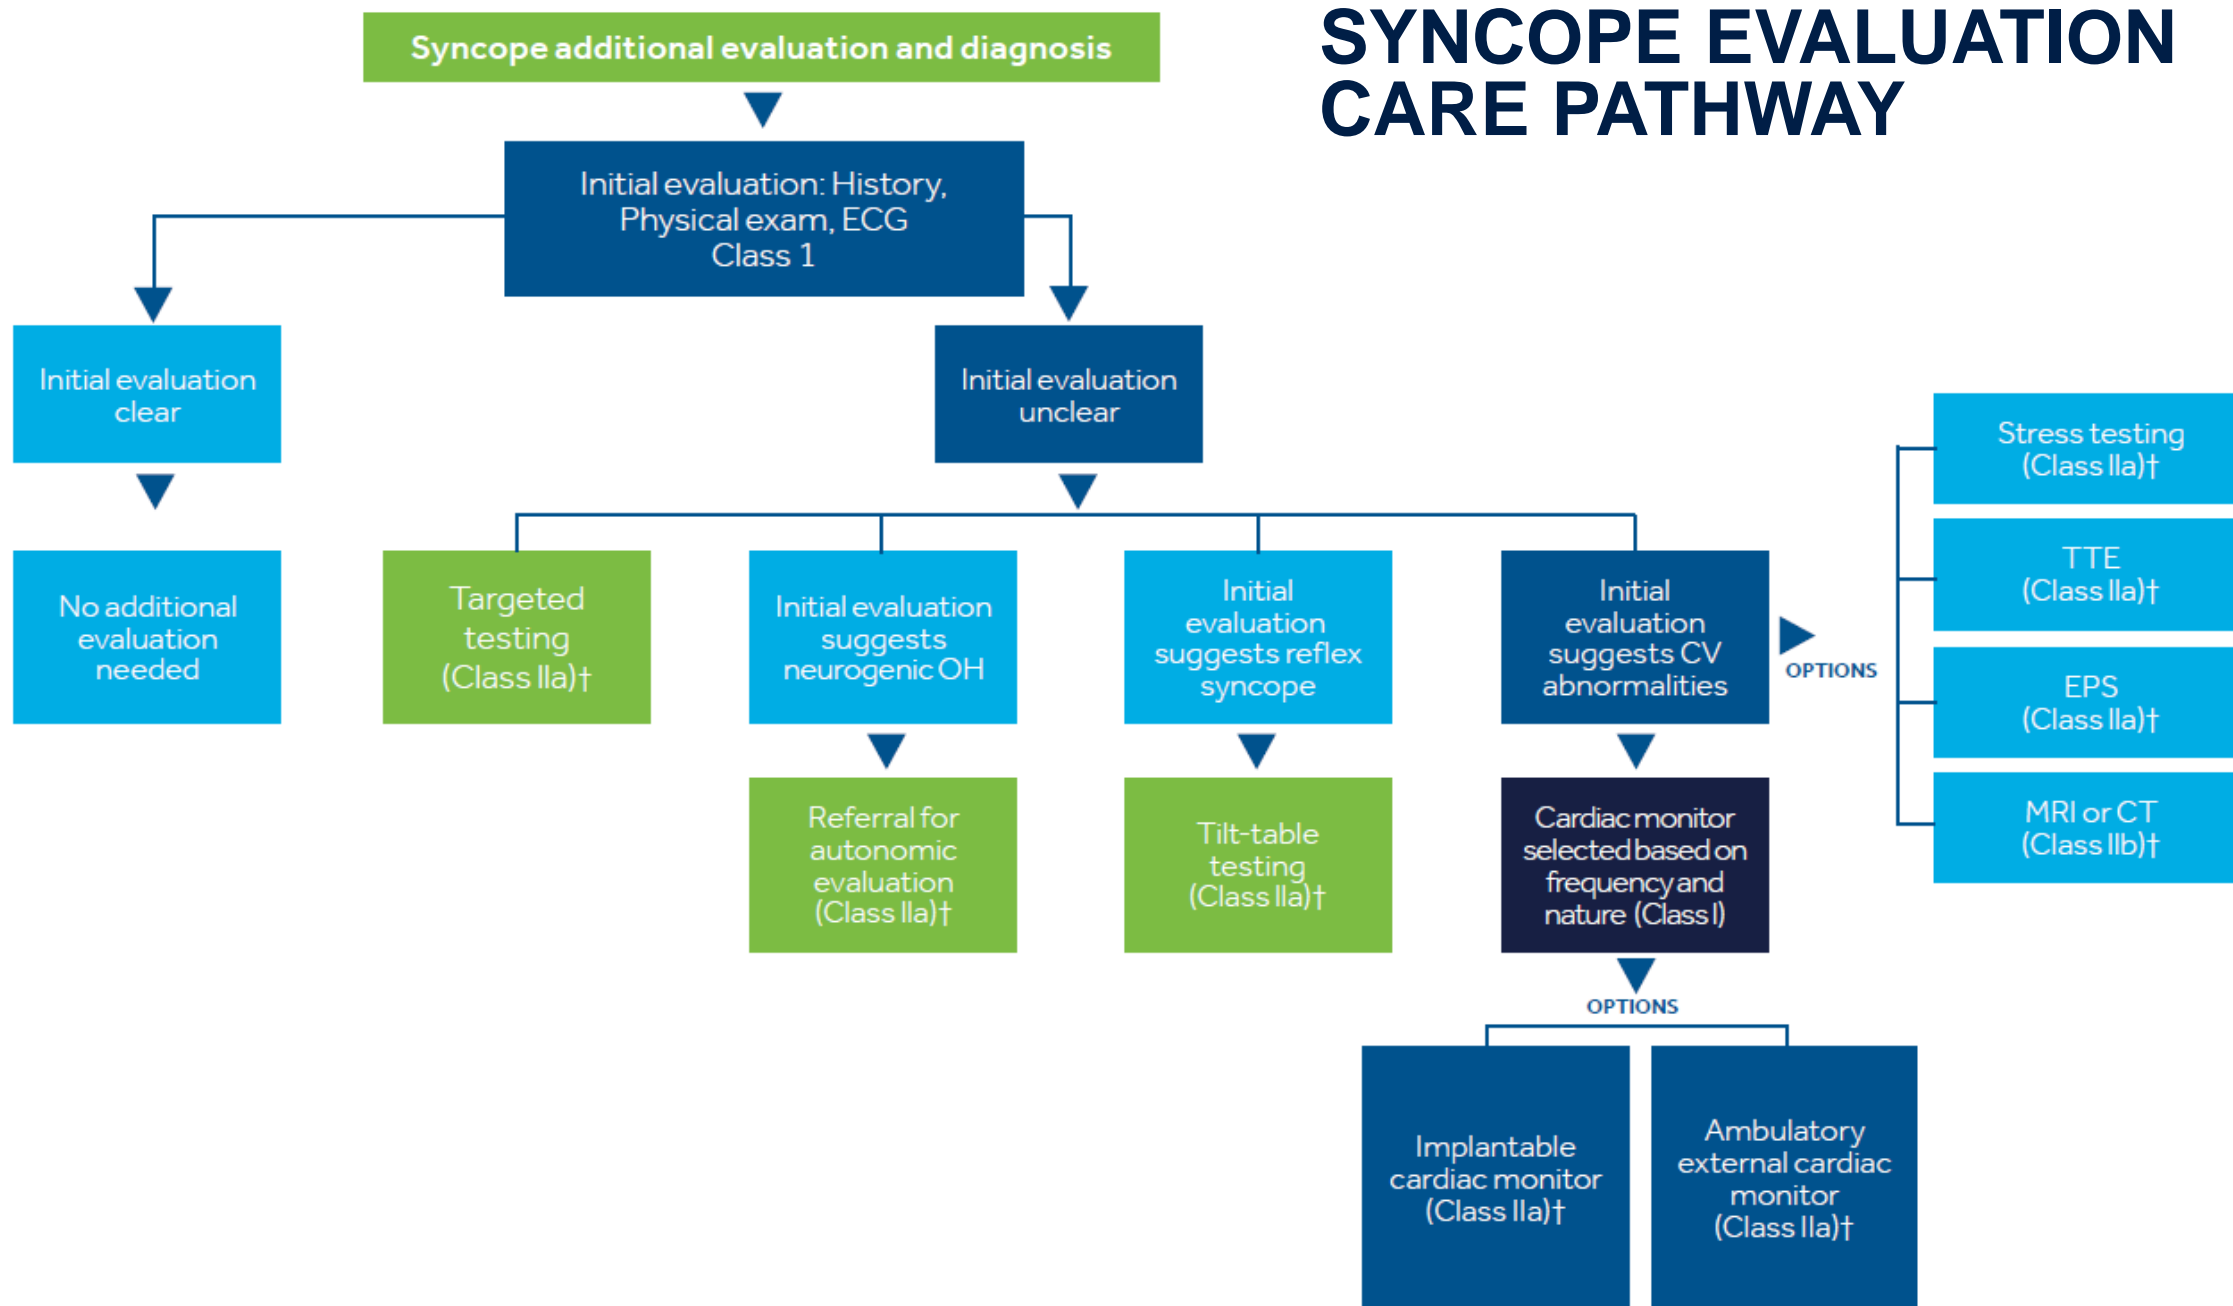 SYNCOPE EVALUATION
CARE PATHWAY
Syncope additional evaluation and diagnosis
Initial evaluation: History,
Physical exam, ECG
Class 1
Initial evaluation
clear
Initial evaluation
unclear
No additional
evaluation
needed
Targeted
testing
(Class IIa)†
Initial evaluation
suggests
neurogenic OH
Initial
evaluation
suggests reflex
syncope
Initial
evaluation
suggests CV
abnormalities
OPTIONS
Stress testing
(Class IIa)†
TTE
(Class IIa)†
EPS
(Class IIa)†
MRI or CT
(Class IIb)†
Referral for
autonomic
evaluation
(Class IIa)†
Tilt-table
testing
(Class IIa)†
Cardiac monitor
selected based on
frequency and
nature (Class I)
OPTIONS
Implantable
cardiac monitor
(Class IIa)†
Ambulatory
external cardiac
monitor
(Class IIa)†